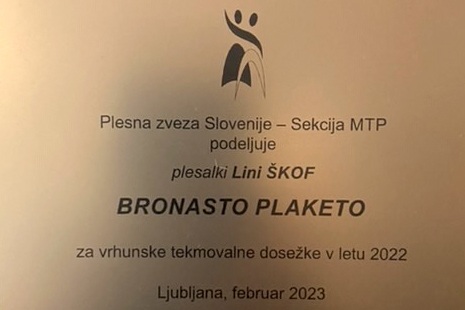 Plesna zveza Slovenije – Sekcija MTP
podeljuje
plesalki Lini ŠKOF
BRONASTO PLAKETO
za vrhunske tekmovalne dosežke v letu 2022
Ljubljana, februar 2023